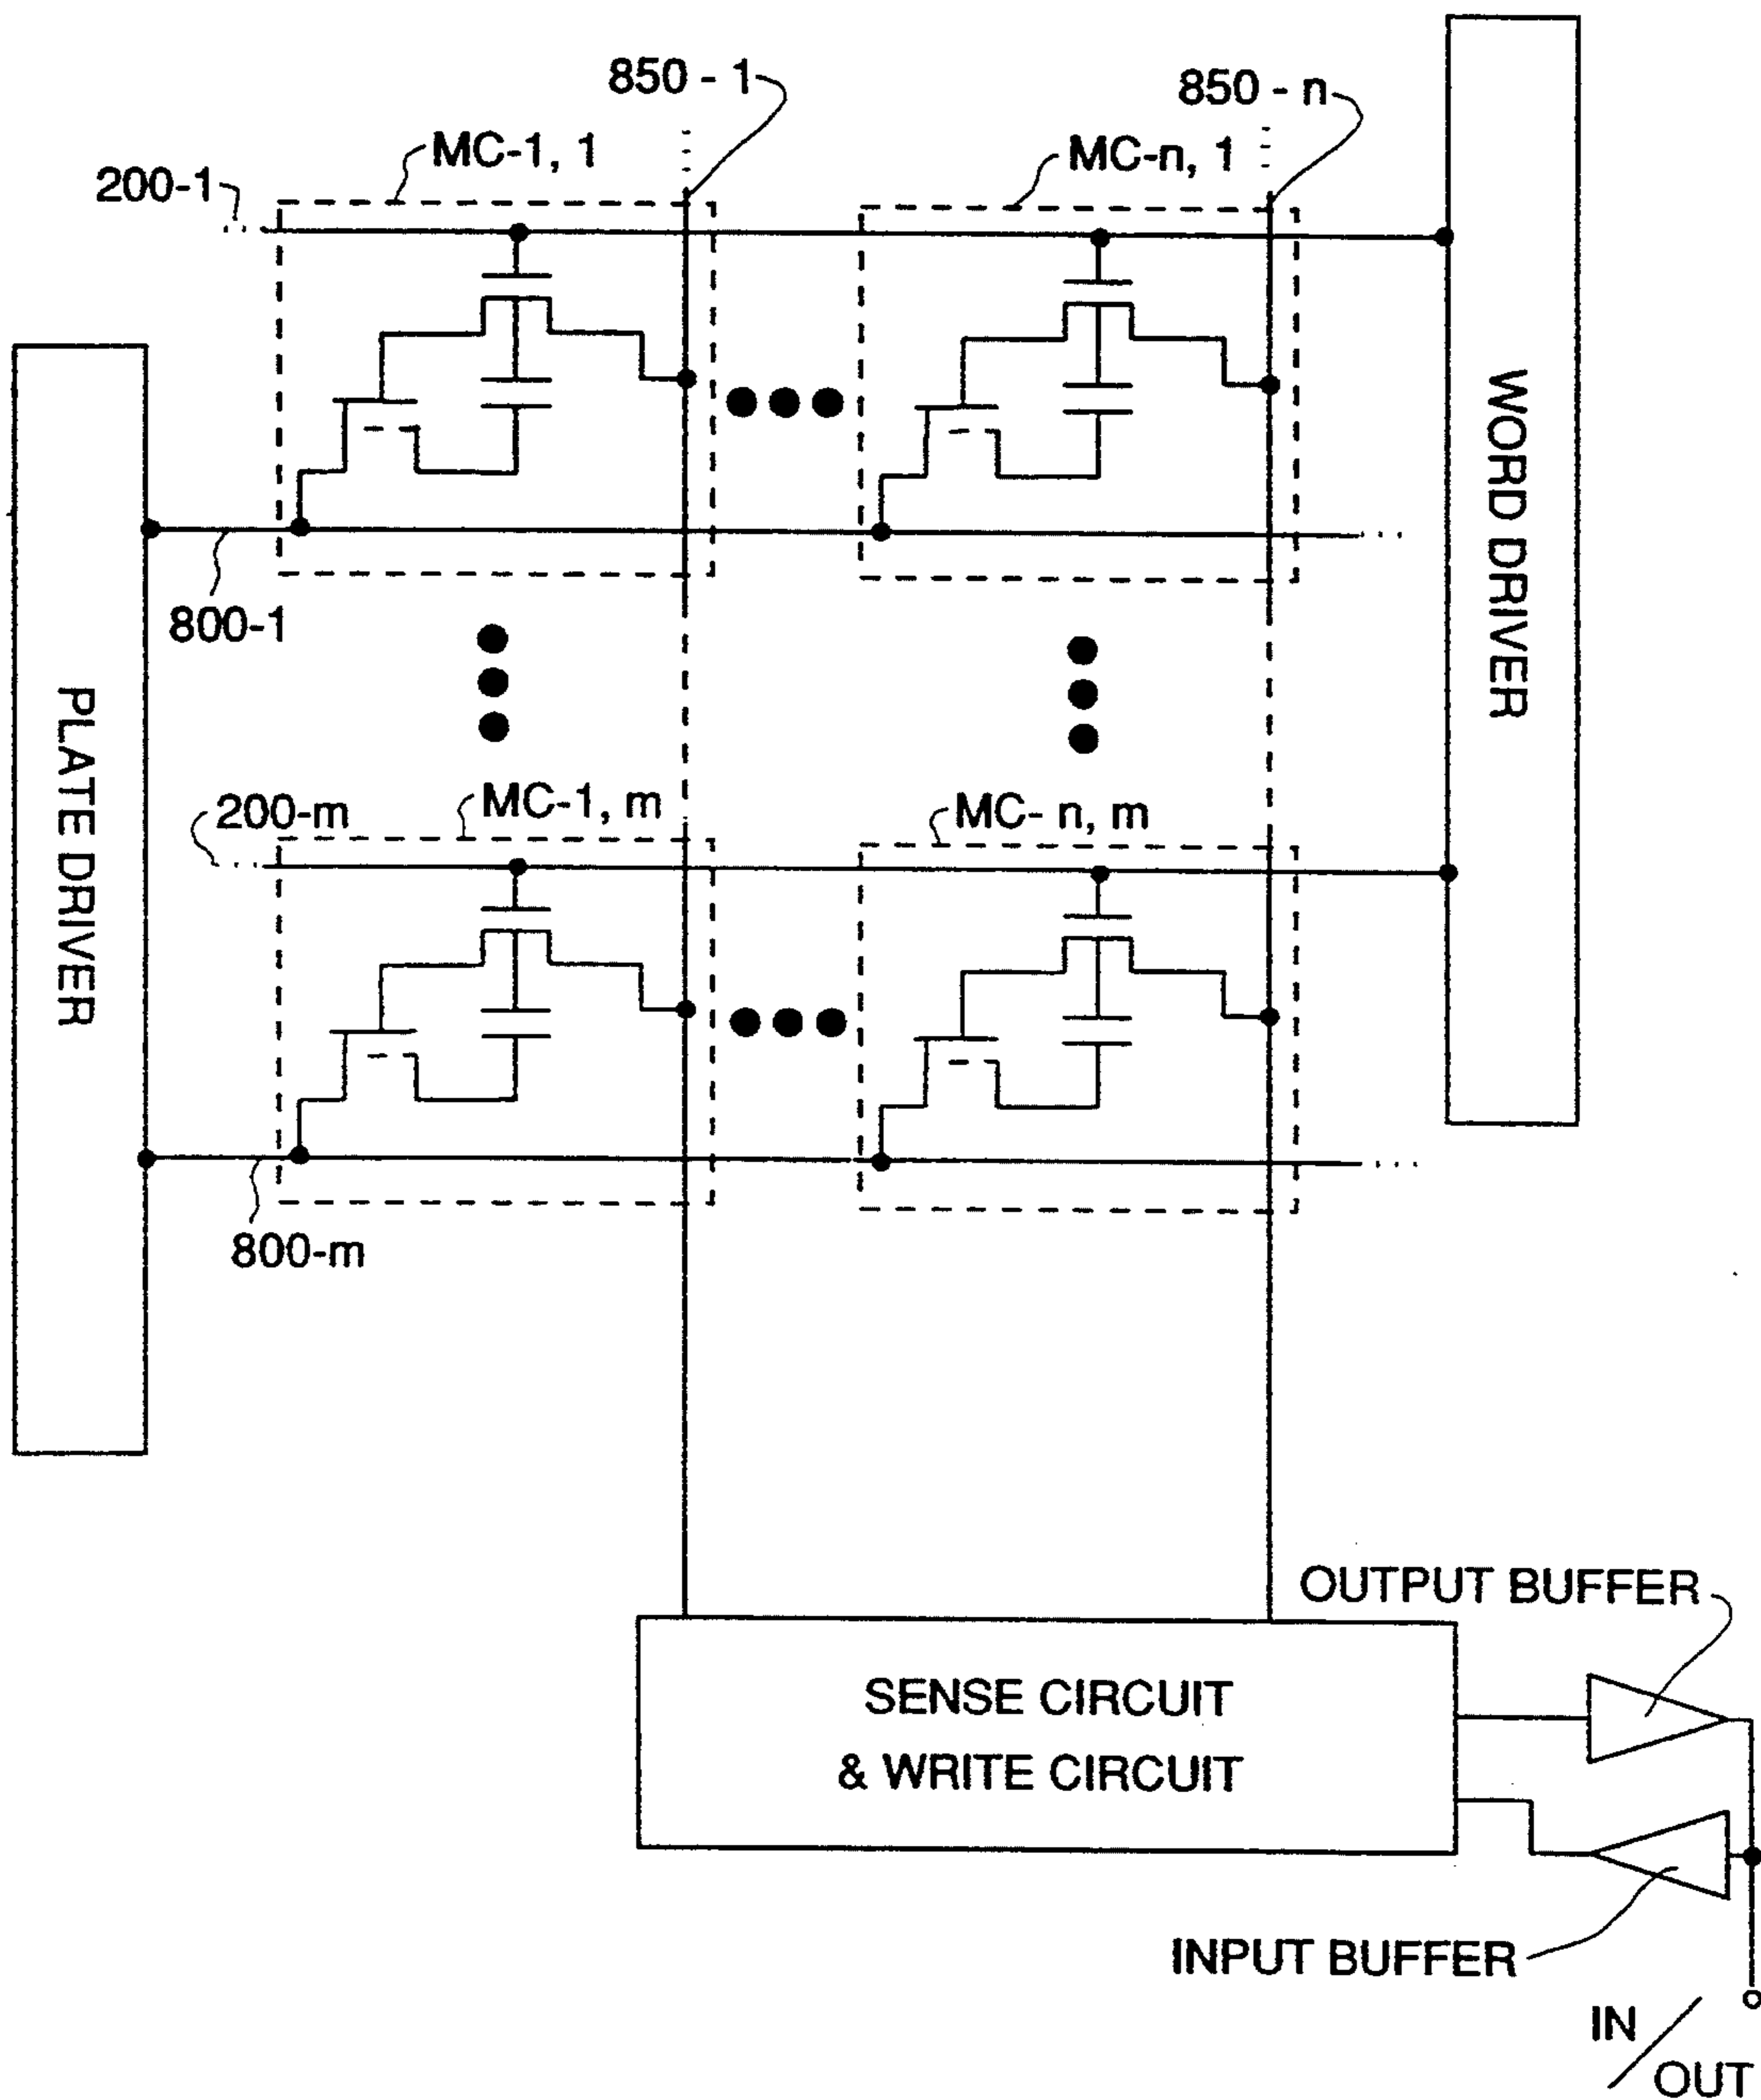 850 - 1
850 - n
MC-1, 1
MC-n, 1
200-1
WORD DRIVER
800-1
PLATE DRIVER
200-m
MC-1, m
MC- n, m
800-m
OUTPUT BUFFER
SENSE CIRCUIT
& WRITE CIRCUIT
INPUT BUFFER
IN
/
OUT